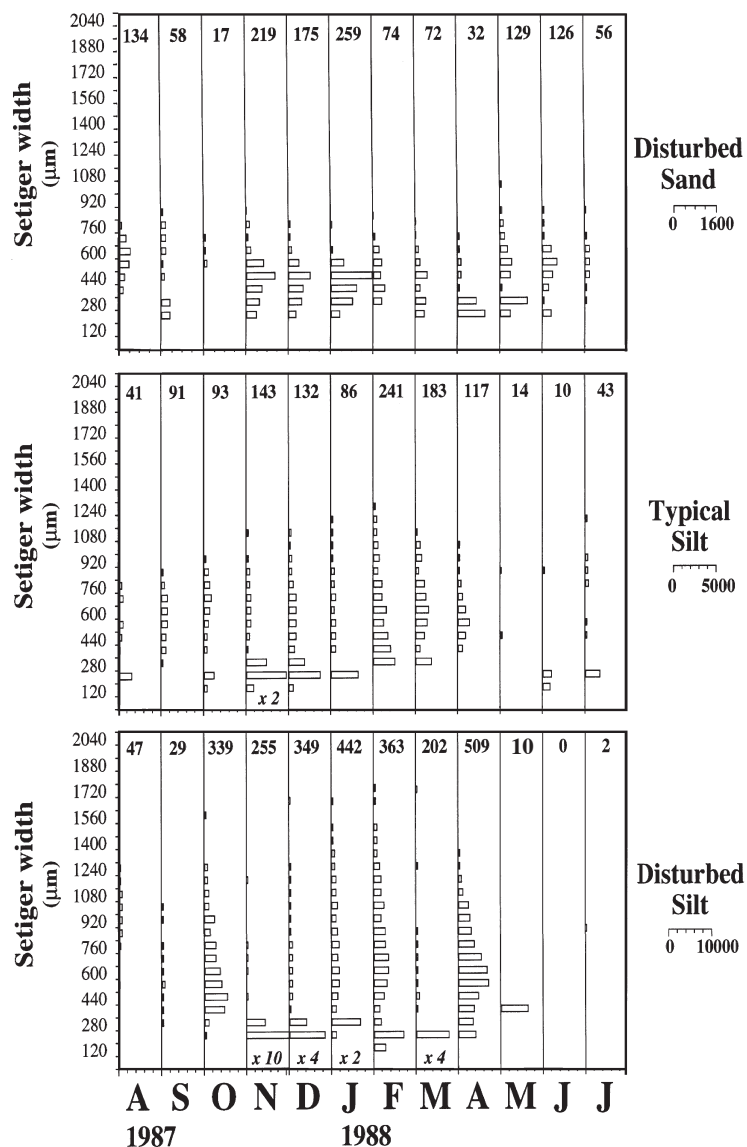 2040
1880
1720
1560
1400
1240
1080
920
760
600
440
280
120
Setiger width
(µm)
134 58 17 219 175 259 74 72 32 129 126 56
Disturbed
Sand
0 1600
2040
1880
1720
1560
1400
1240
1080
920
760
600
440
280
120
Setiger width
(µm)
41 91 93 143 132 86 241 183 117 14 10 43
x 2
Typical
Silt
0 5000
2040
1880
1720
1560
1400
1240
1080
920
760
600
440
280
120
Setiger width
(µm)
47 29 339 255 349 442 363 202 509 10 0 2
x 10 x 4 x 2 x 4
Disturbed
Silt
0 10000
A S O N D J F M A M J J
1987 1988